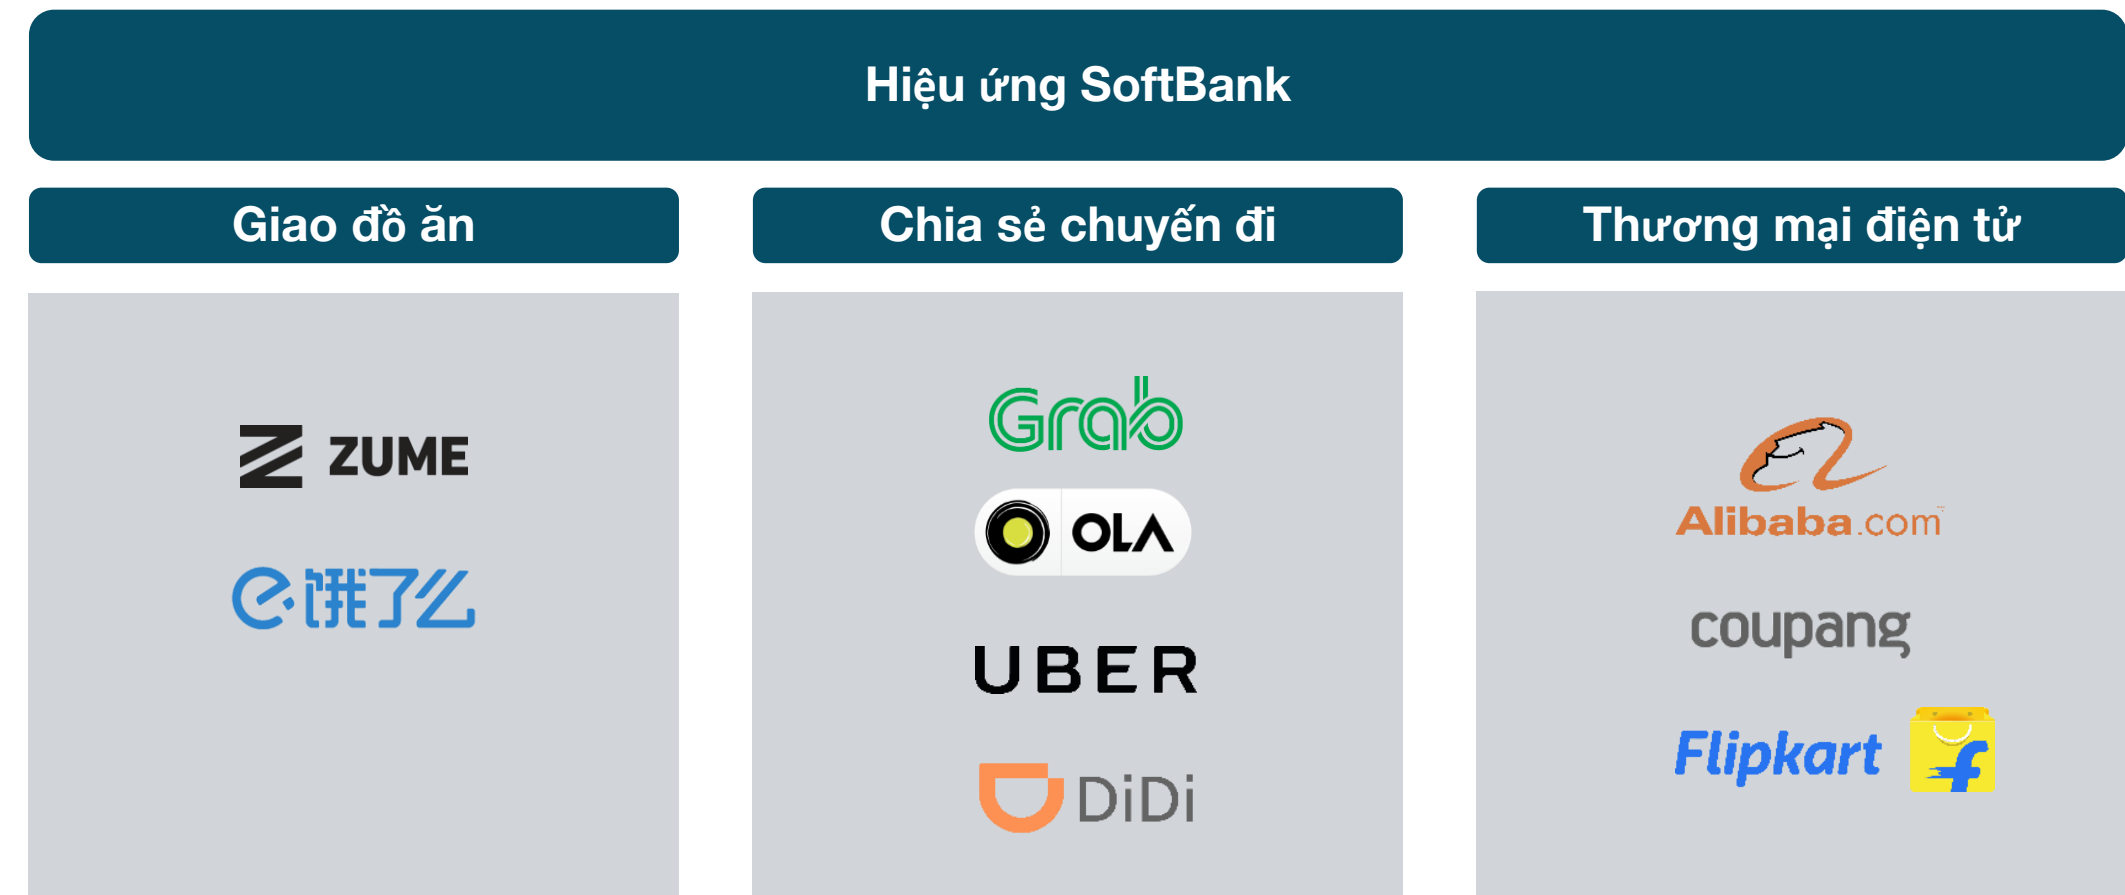 Hiệu ứng SoftBank
Giao đồ ăn
ZUME
饿了么
Chia sẻ chuyến đi
Grab
OLA
UBER
DiDi
Thương mại điện tử
Alibaba.com
coupang
Flipkart